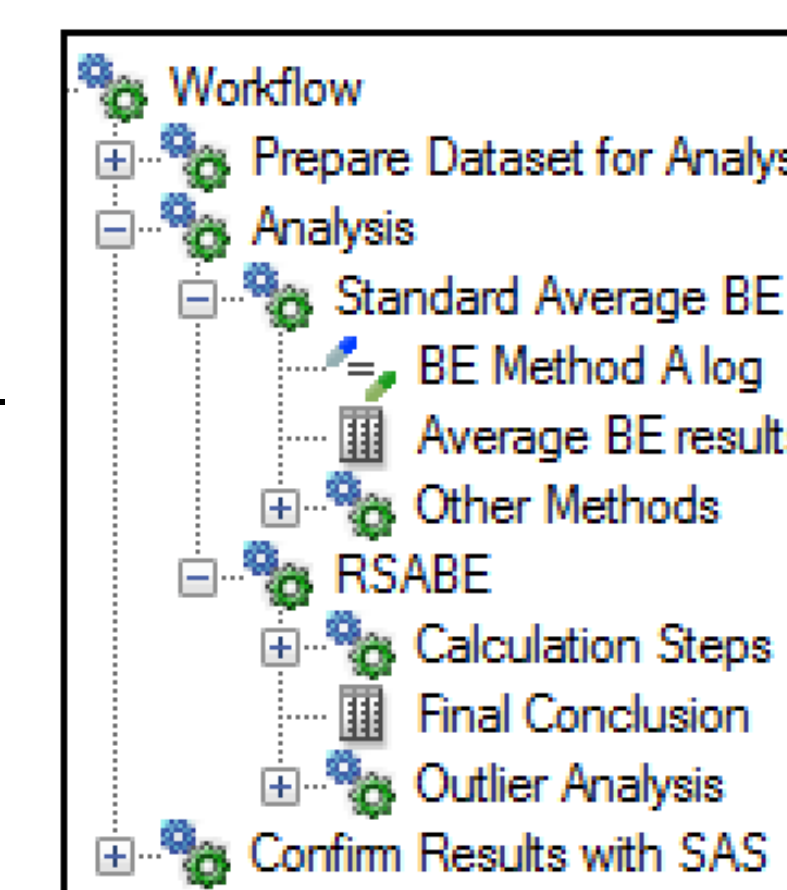 Workflow
Prepare Dataset for Analys
Analysis
Standard Average BE
BE Method A log
Average BE results
Other Methods
RSABE
Calculation Steps
Final Conclusion
Outlier Analysis
Confirm Results with SAS